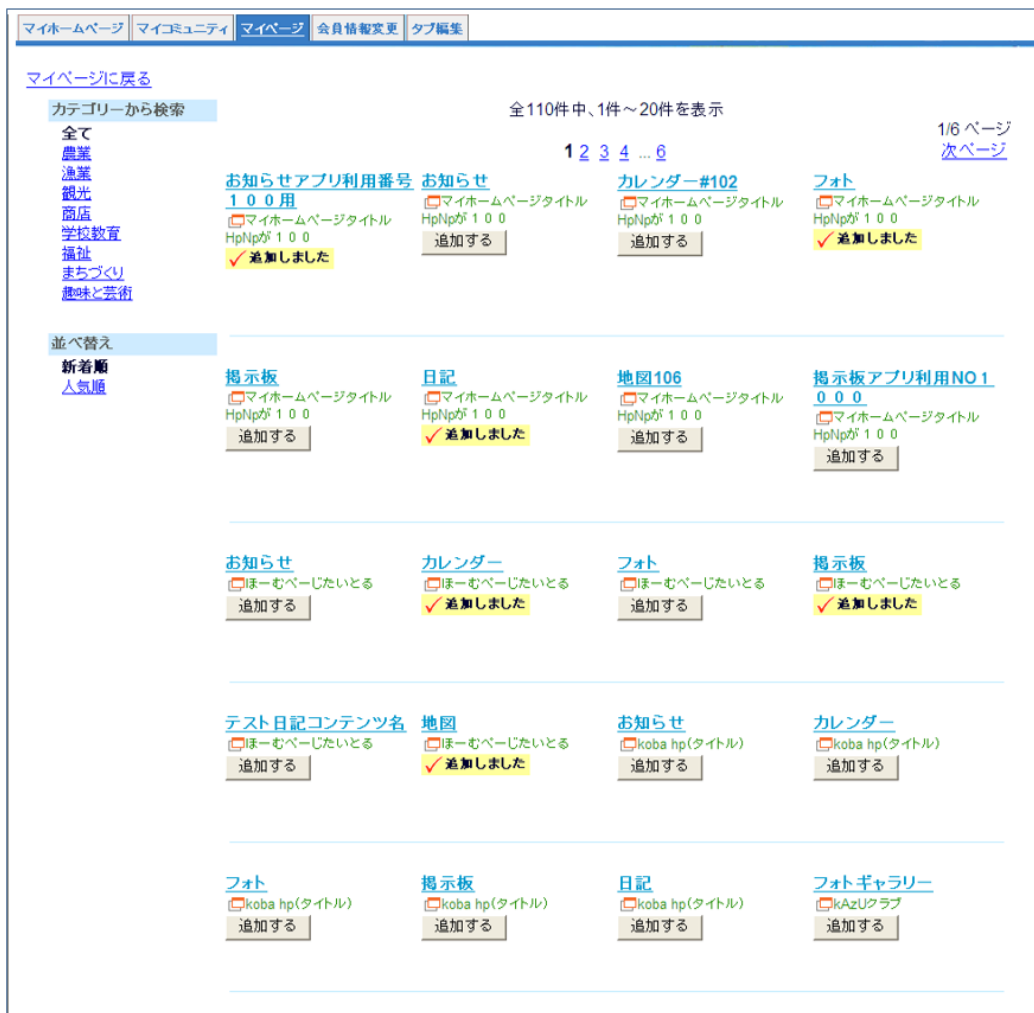 マイホームページ マイコミュニティ マイページ 会員情報変更 タブ編集
マイページに戻る
カテゴリーから検索
全て
農業
漁業
観光
商店
学校教育
福祉
まちづくり
趣味と芸術
並べ替え
新着順
人気順
全110件中、1件～20件を表示
1/6 ページ
1 2 3 4 ... 6
次ページ
お知らせアプリ利用番号
１００用
マイホームページタイトル
HpNpが１００
追加しました
お知らせ
マイホームページタイトル
HpNpが１００
追加する
カレンダー#102
マイホームページタイトル
HpNpが１００
追加する
フォト
マイホームページタイトル
HpNpが１００
追加しました
掲示板
マイホームページタイトル
HpNpが１００
追加する
日記
マイホームページタイトル
HpNpが１００
追加しました
地図106
マイホームページタイトル
HpNpが１００
追加する
掲示板アプリ利用NO１
０００
マイホームページタイトル
HpNpが１００
追加する
お知らせ
ほーむぺーじたいとる
追加する
カレンダー
ほーむぺーじたいとる
追加しました
フォト
ほーむぺーじたいとる
追加する
掲示板
ほーむぺーじたいとる
追加しました
テスト日記コンテンツ名
ほーむぺーじたいとる
追加する
地図
ほーむぺーじたいとる
追加しました
お知らせ
koba hp(タイトル)
追加する
カレンダー
koba hp(タイトル)
追加する
フォト
koba hp(タイトル)
追加する
掲示板
koba hp(タイトル)
追加する
日記
koba hp(タイトル)
追加する
フォトギャラリー
kAzUクラブ
追加する